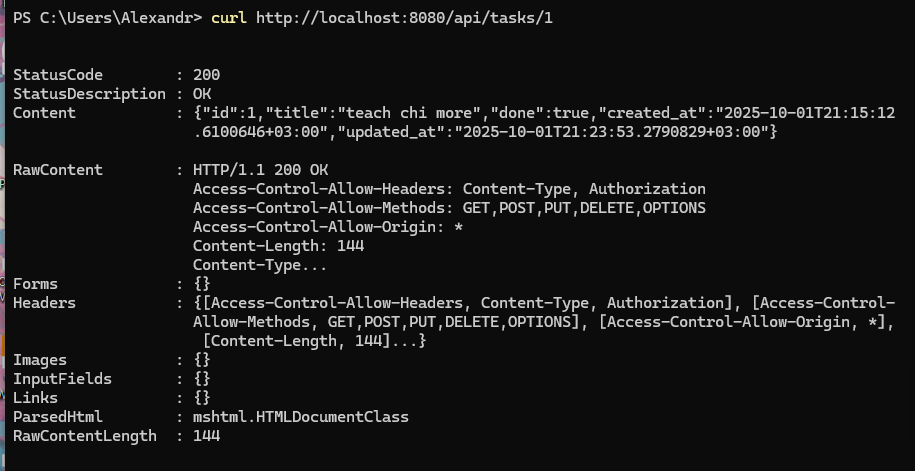 PS C:\Users\Alexandr> curl http://localhost:8080/api/tasks/1
StatusCode : 200
StatusDescription : OK
Content : {"id":1,"title":"teach chi more","done":true,"created_at":"2025-10-01T21:15:12
.6100646+03:00","updated_at":"2025-10-01T21:23:53.2790829+03:00"}
RawContent : HTTP/1.1 200 OK
Access-Control-Allow-Headers: Content-Type, Authorization
Access-Control-Allow-Methods: GET,POST,PUT,DELETE,OPTIONS
Access-Control-Allow-Origin: *
Content-Length: 144
Content-Type...
Forms : {}
Headers : {[Access-Control-Allow-Headers, Content-Type, Authorization], [Access-Control-
Allow-Methods, GET,POST,PUT,DELETE,OPTIONS], [Access-Control-Allow-Origin, *],
[Content-Length, 144]...}
Images : {}
InputFields : {}
Links : {}
ParsedHtml : mshtml.HTMLDocumentClass
RawContentLength : 144